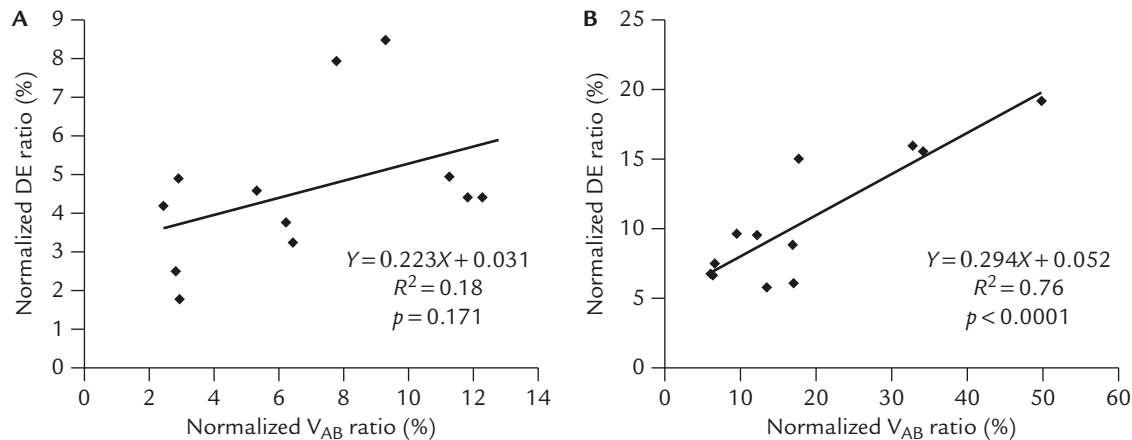 A
Normalized DE ratio (%)
9
8
7
6
5
4
3
2
1
0
Y=0.223X+0.031
R²=0.18
p=0.171
0 2 4 6 8 10 12 14
Normalized V_AB ratio (%)
B
Normalized DE ratio (%)
25
20
15
10
5
0
Y=0.294X+0.052
R²=0.76
p<0.0001
0 10 20 30 40 50 60
Normalized V_AB ratio (%)